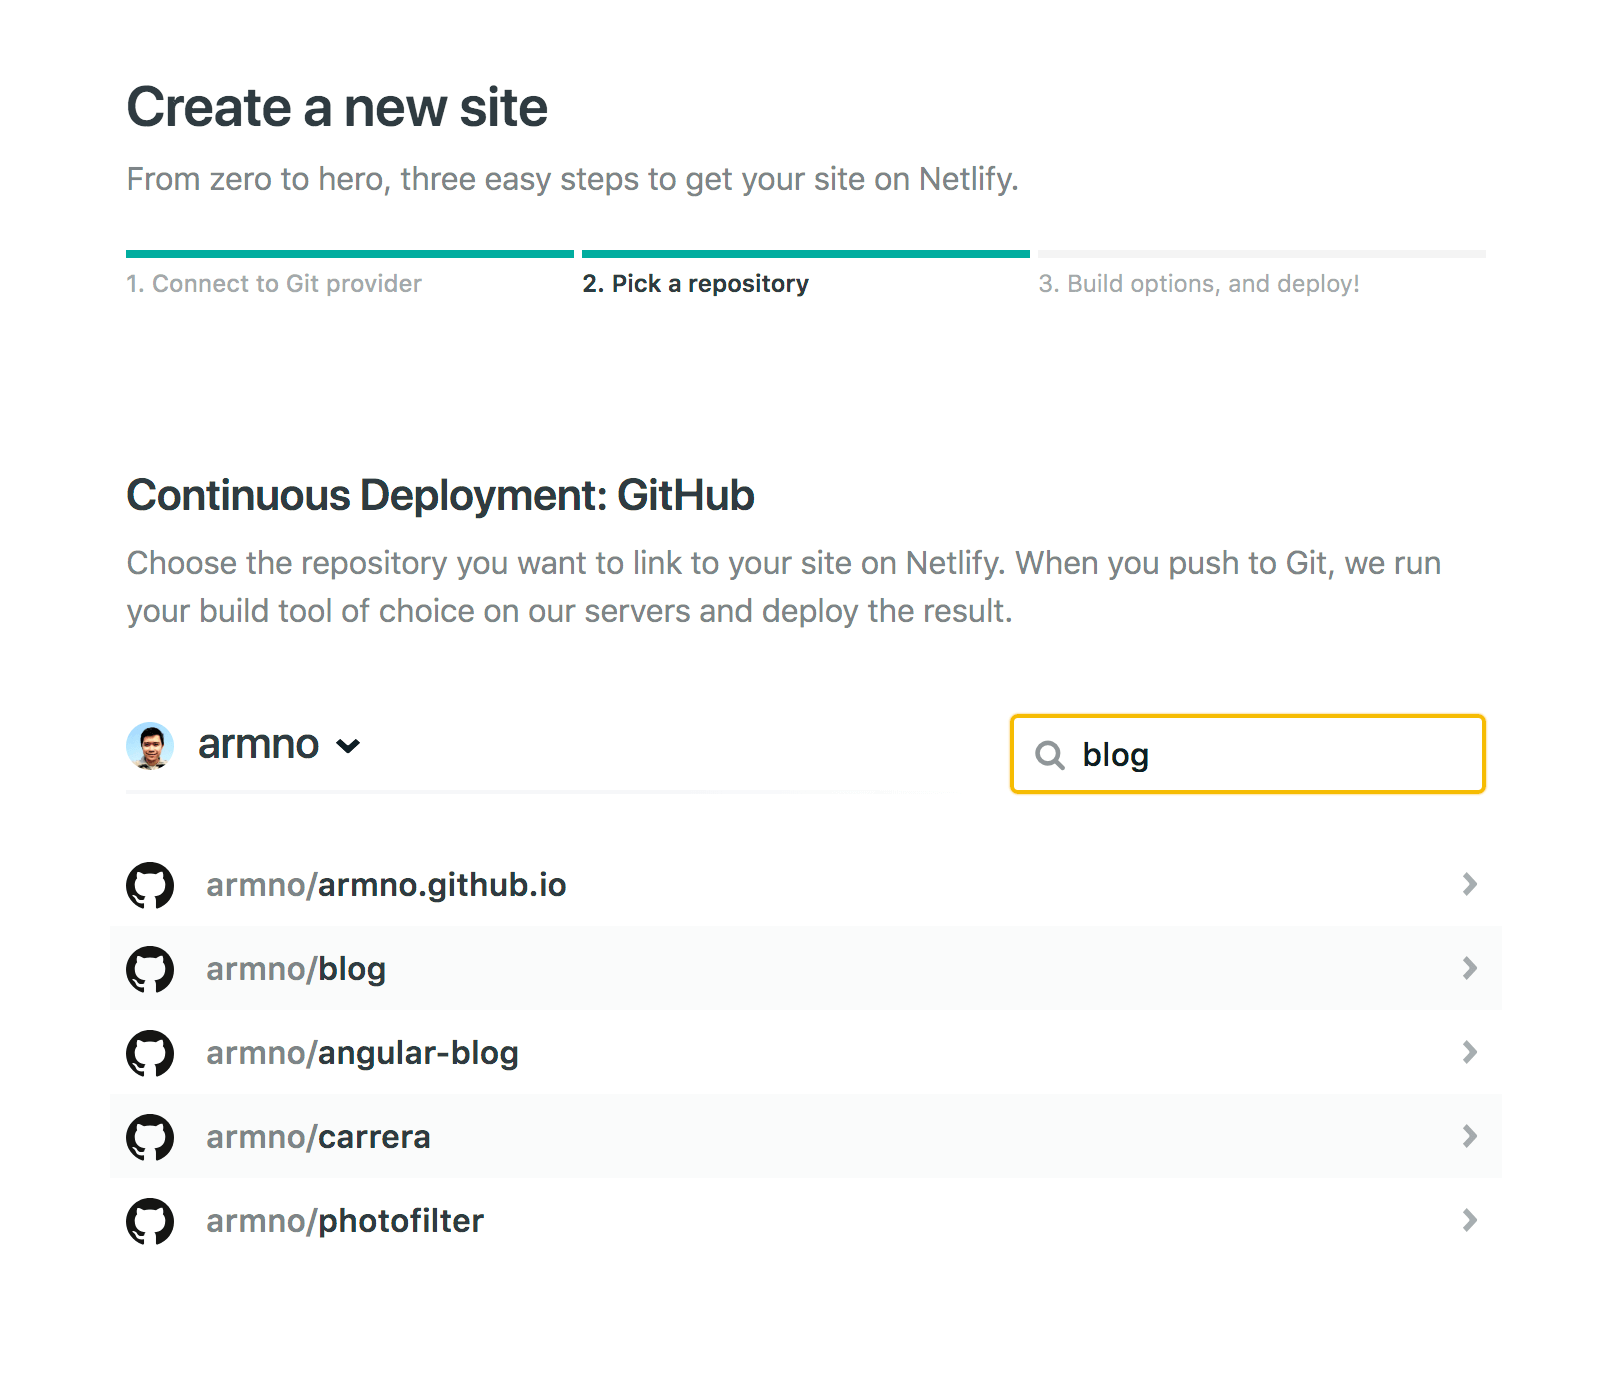 Create a new site
From zero to hero, three easy steps to get your site on Netlify.
1. Connect to Git provider
2. Pick a repository
3. Build options, and deploy!
Continuous Deployment: GitHub
Choose the repository you want to link to your site on Netlify. When you push to Git, we run
your build tool of choice on our servers and deploy the result.
armno
blog
armno/armno.github.io
armno/blog
armno/angular-blog
armno/carrera
armno/photofilter